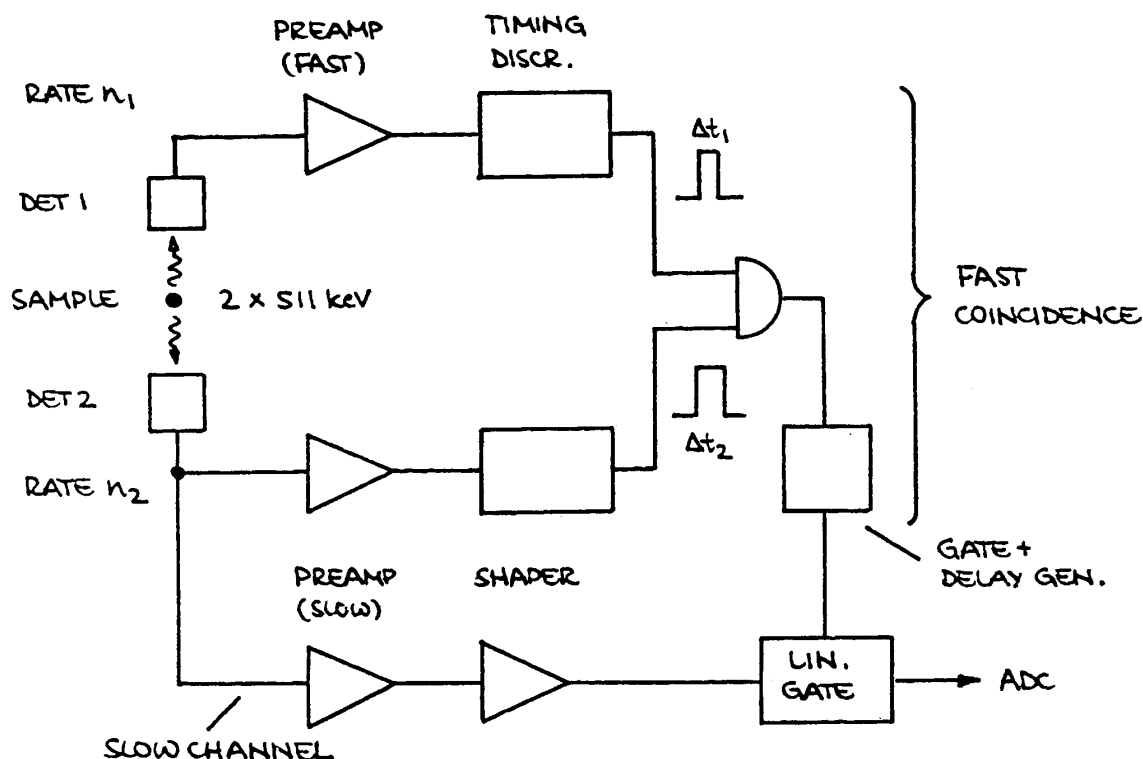 PREAMP
(FAST)
TIMING
DISCR.
RATE n₁
Δt₁
DET 1
SAMPLE
2 × 511 keV
FAST
COINCIDENCE
DET 2
Δt₂
RATE n₂
GATE +
DELAY GEN.
PREAMP
(SLOW)
SHADER
LIN.
GATE
ADC
SLOW CHANNEL